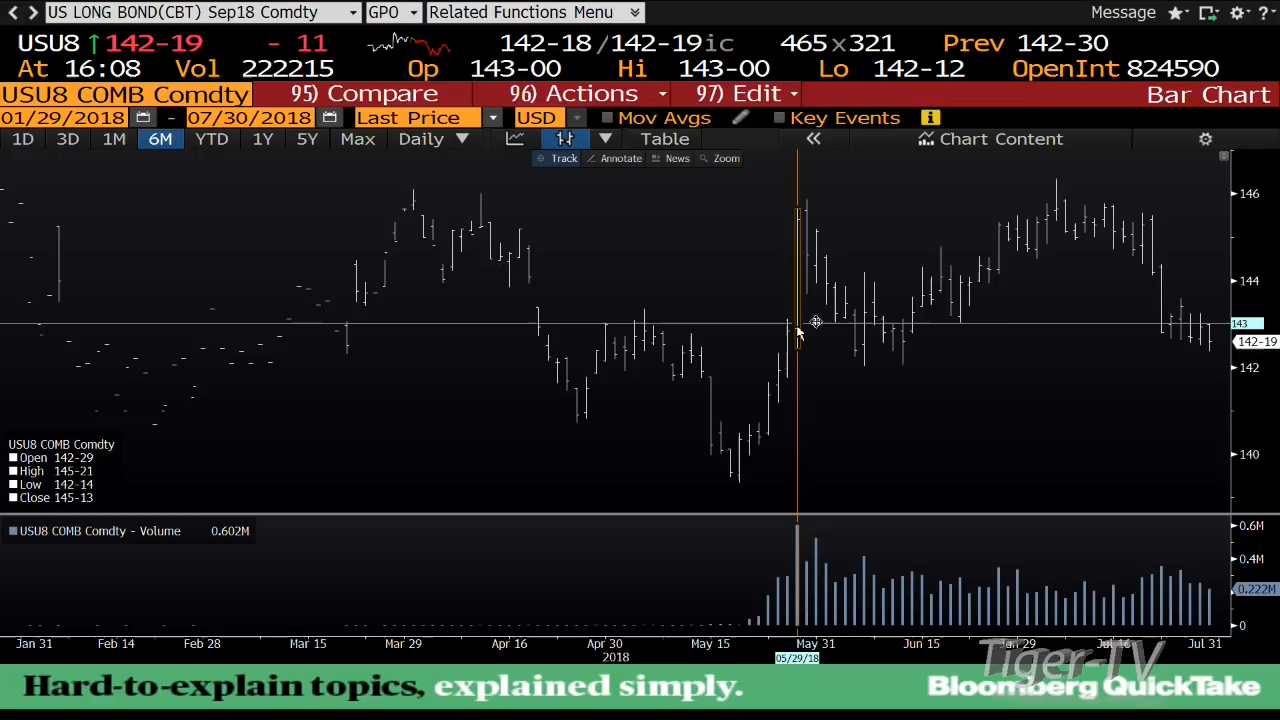 US LONG BOND(CBT) Sep18 Comdty GPO Related Functions Menu Message ?
USU8 ↑142-19 - 11 142-18/142-19ic 465x321 Prev 142-30
At 16:08 Vol 222215 Op 143-00 Hi 143-00 Lo 142-12 OpenInt 824590
USU8 COMB Comdty 95) Compare 96) Actions 97) Edit Bar Chart
01/29/2018 - 07/30/2018 Last Price USD Mov Avgs Key Events
1D 3D 1M 6M YTD 1Y 5Y Max Daily ▼ Table « Chart Content
Track Annotate News Zoom
146
144
143
142-19
142
140
USU8 COMB Comdty
Open 142-29
High 145-21
Low 142-14
Close 145-13
USU8 COMB Comdty - Volume 0.602M
0.6M
0.4M
0.222M
0
Jan 31 Feb 14 Feb 28 Mar 15 Mar 29 Apr 16 Apr 30 May 15 May 31 Jun 15 Jun 29 Jul 16 Jul 31
2018 05/29/18
Tiger-TV
Hard-to-explain topics, explained simply. Bloomberg QuickTake